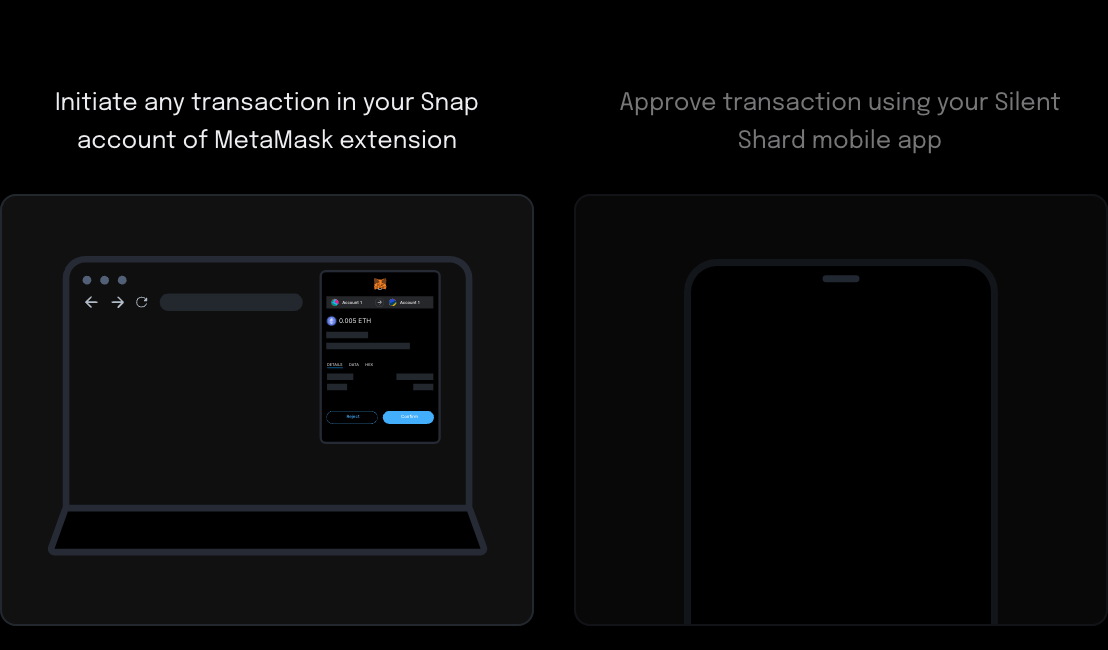 Initiate any transaction in your Snap
account of MetaMask extension
Approve transaction using your Silent
Shard mobile app
Account 1
Account 1
0.005 ETH
DETAILS DATA HEX
Reject Confirm